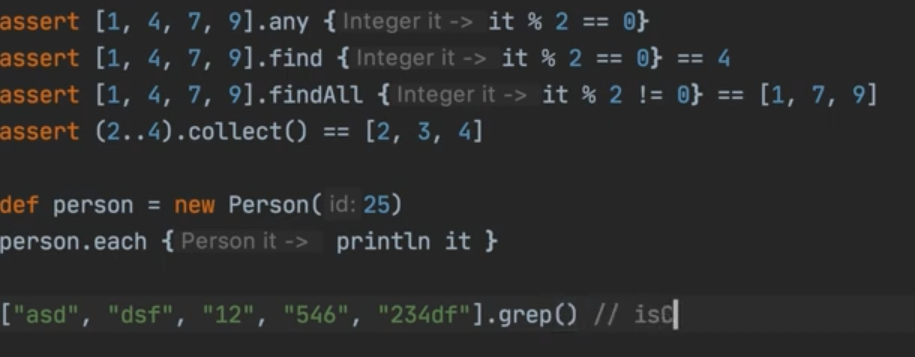 assert [1, 4, 7, 9].any {Integer it -> it % 2 == 0}
assert [1, 4, 7, 9].find {Integer it -> it % 2 == 0} == 4
assert [1, 4, 7, 9].findAll {Integer it -> it % 2 != 0} == [1, 7, 9]
assert (2..4).collect() == [2, 3, 4]
def person = new Person(id: 25)
person.each {Person it -> println it }
["asd", "dsf", "12", "546", "234df"].grep() // isC